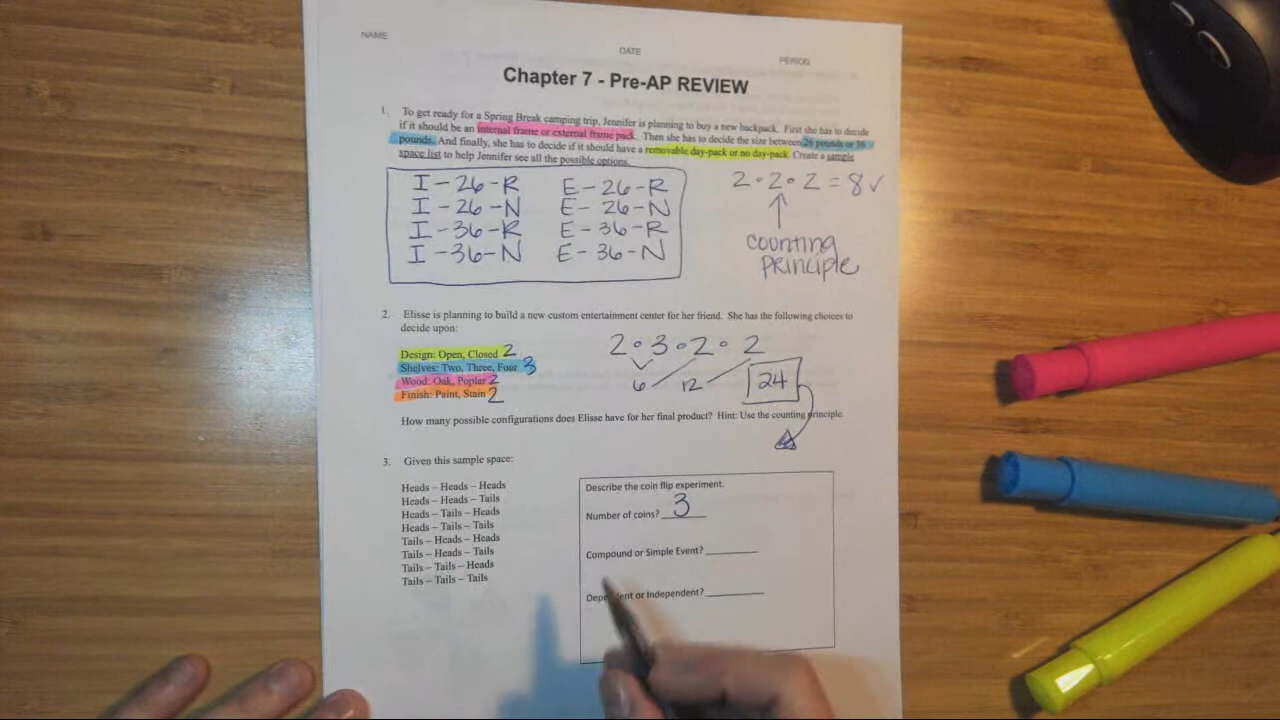 NAME
DATE
PERIOD
Chapter 7 - Pre-AP REVIEW
1. To get ready for a Spring Break camping trip, Jennifer is planning to buy a new backpack. First she has to decide
if it should be an internal frame or external frame pack. Then she has to decide the size between 26 pounds or 36
pounds. And finally, she has to decide if it should have a removable day-pack or no day-pack. Create a sample
space list to help Jennifer see all the possible options.
I-26-R E-26-R
I-26-N E-26-N
I-36-R E-36-R
I-36-N E-36-N
2·2·2=8✓
counting
principle
2. Elisse is planning to build a new custom entertainment center for her friend. She has the following choices to
decide upon:
Design: Open, Closed 2
Shelves: Two, Three, Four 3
Wood: Oak, Popler 2
Finish: Paint, Stain 2
2·3·2·2
6 12 24
How many possible configurations does Elisse have for her final product? Hint: Use the counting principle.
3. Given this sample space:
Heads – Heads – Heads
Heads – Heads – Tails
Heads – Tails – Heads
Heads – Tails – Tails
Tails – Heads – Heads
Tails – Heads – Tails
Tails – Tails – Heads
Tails – Tails – Tails
Describe the coin flip experiment.
Number of coins? 3
Compound or Simple Event?
Dependent or Independent?